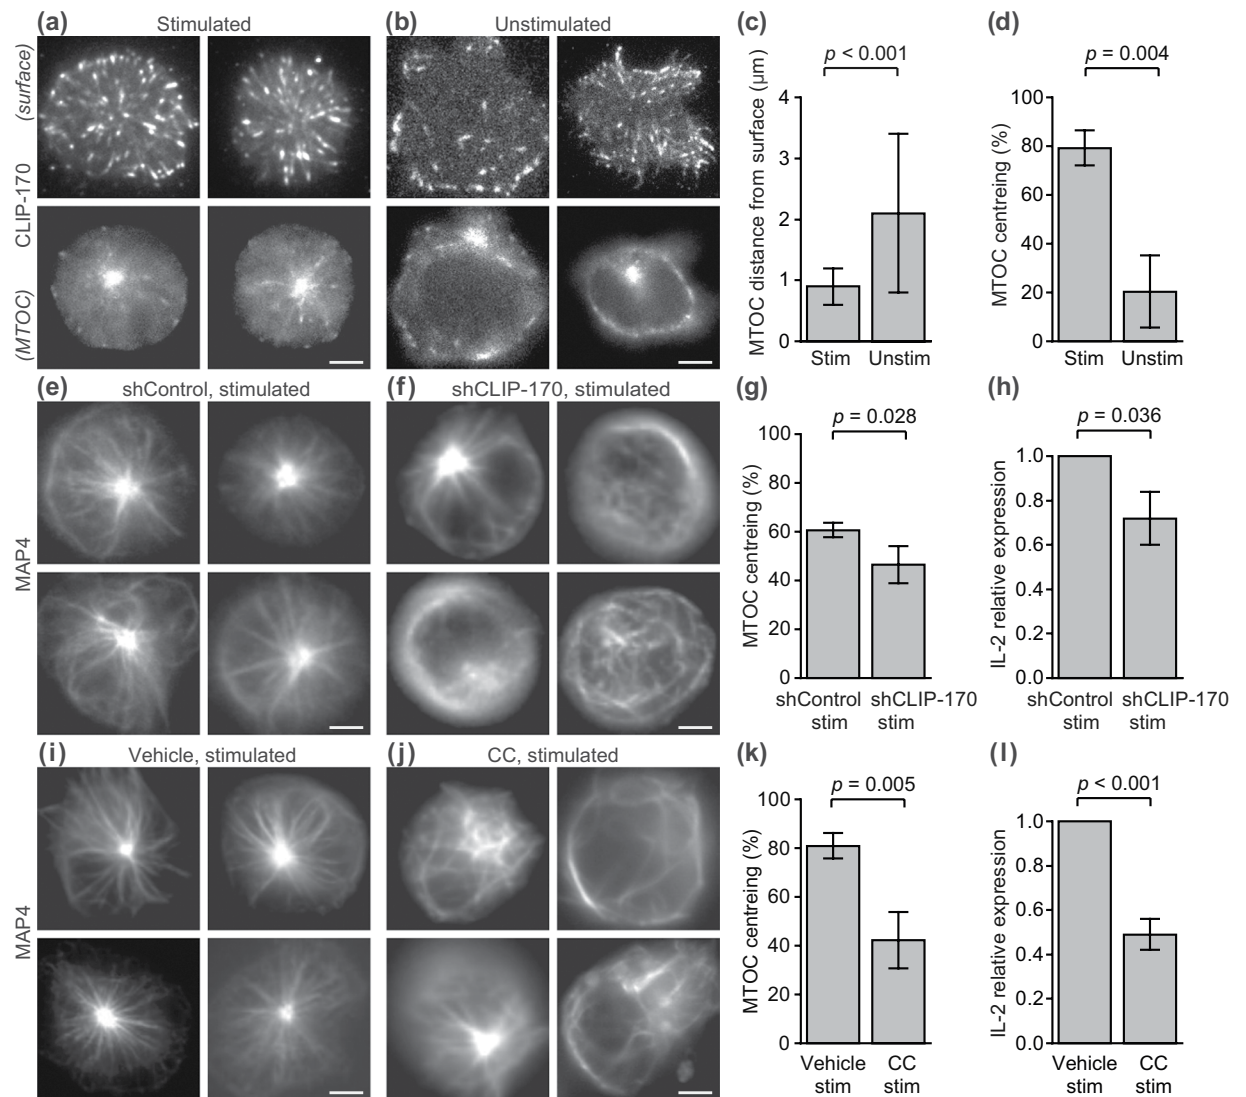 (a) Stimulated
(b) Unstimulated
(c)
(d)
CLIP-170
(surface)
(MTOC)
p < 0.001
MTOC distance from surface (μm)
4
3
2
1
0
Stim Unstim
p = 0.004
MTOC centreing (%)
100
80
60
40
20
0
Stim Unstim
(e) shControl, stimulated
(f) shCLIP-170, stimulated
(g)
(h)
MAP4
p = 0.028
MTOC centreing (%)
100
80
60
40
20
0
shControl shCLIP-170
stim stim
p = 0.036
IL-2 relative expression
1.0
0.8
0.6
0.4
0.2
0.0
shControl shCLIP-170
stim stim
(i) Vehicle, stimulated
(j) CC, stimulated
(k)
(l)
MAP4
p = 0.005
MTOC centreing (%)
100
80
60
40
20
0
Vehicle CC
stim stim
p < 0.001
IL-2 relative expression
1.0
0.8
0.6
0.4
0.2
0.0
Vehicle CC
stim stim